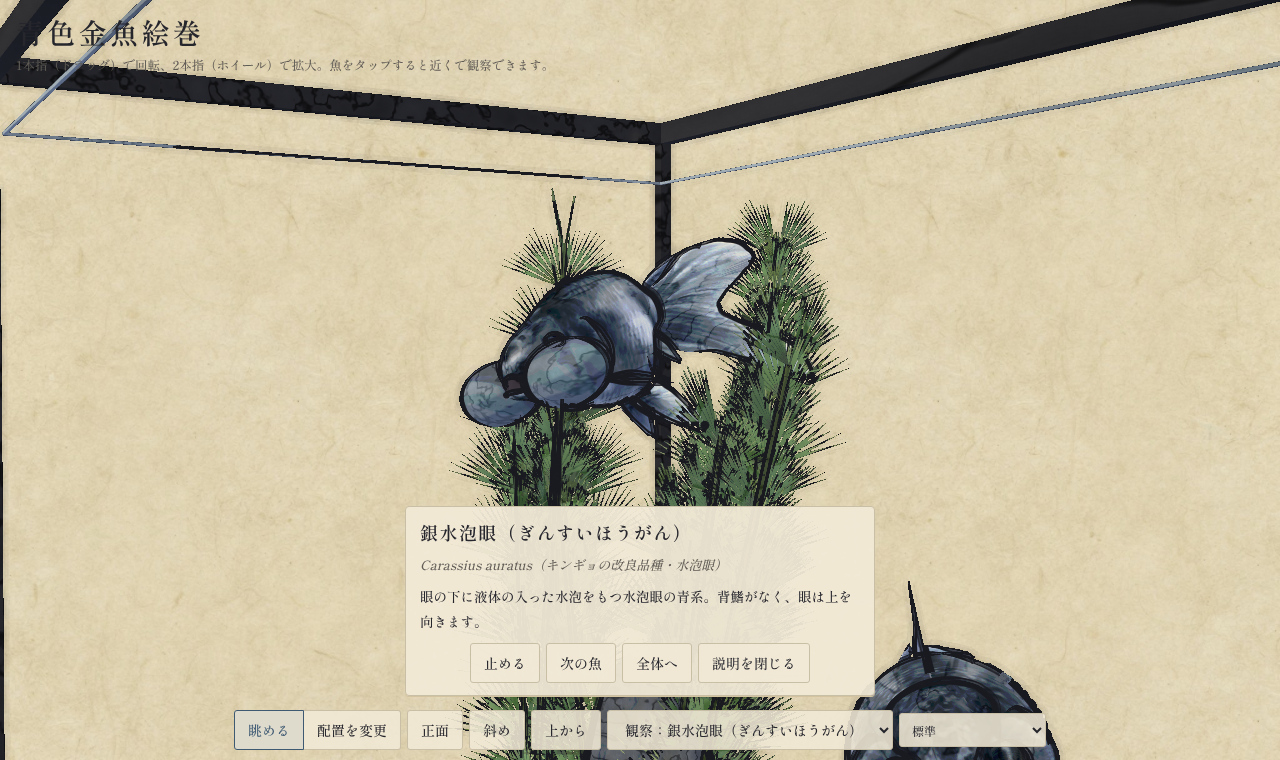 青色金魚絵巻
1本指（ドラッグ）で回転、2本指（ホイール）で拡大。魚をタップすると近くで観察できます。
銀水泡眼（ぎんすいほうがん）
Carassius auratus（キンギョの改良品種・水泡眼）
眼の下に液体の入った水泡をもつ水泡眼の青系。背鰭がなく、眼は上を
向きます。
止める 次の魚 全体へ 説明を閉じる
眺める 配置を変更 正面 斜め 上から 観察：銀水泡眼（ぎんすいほうがん） 標準